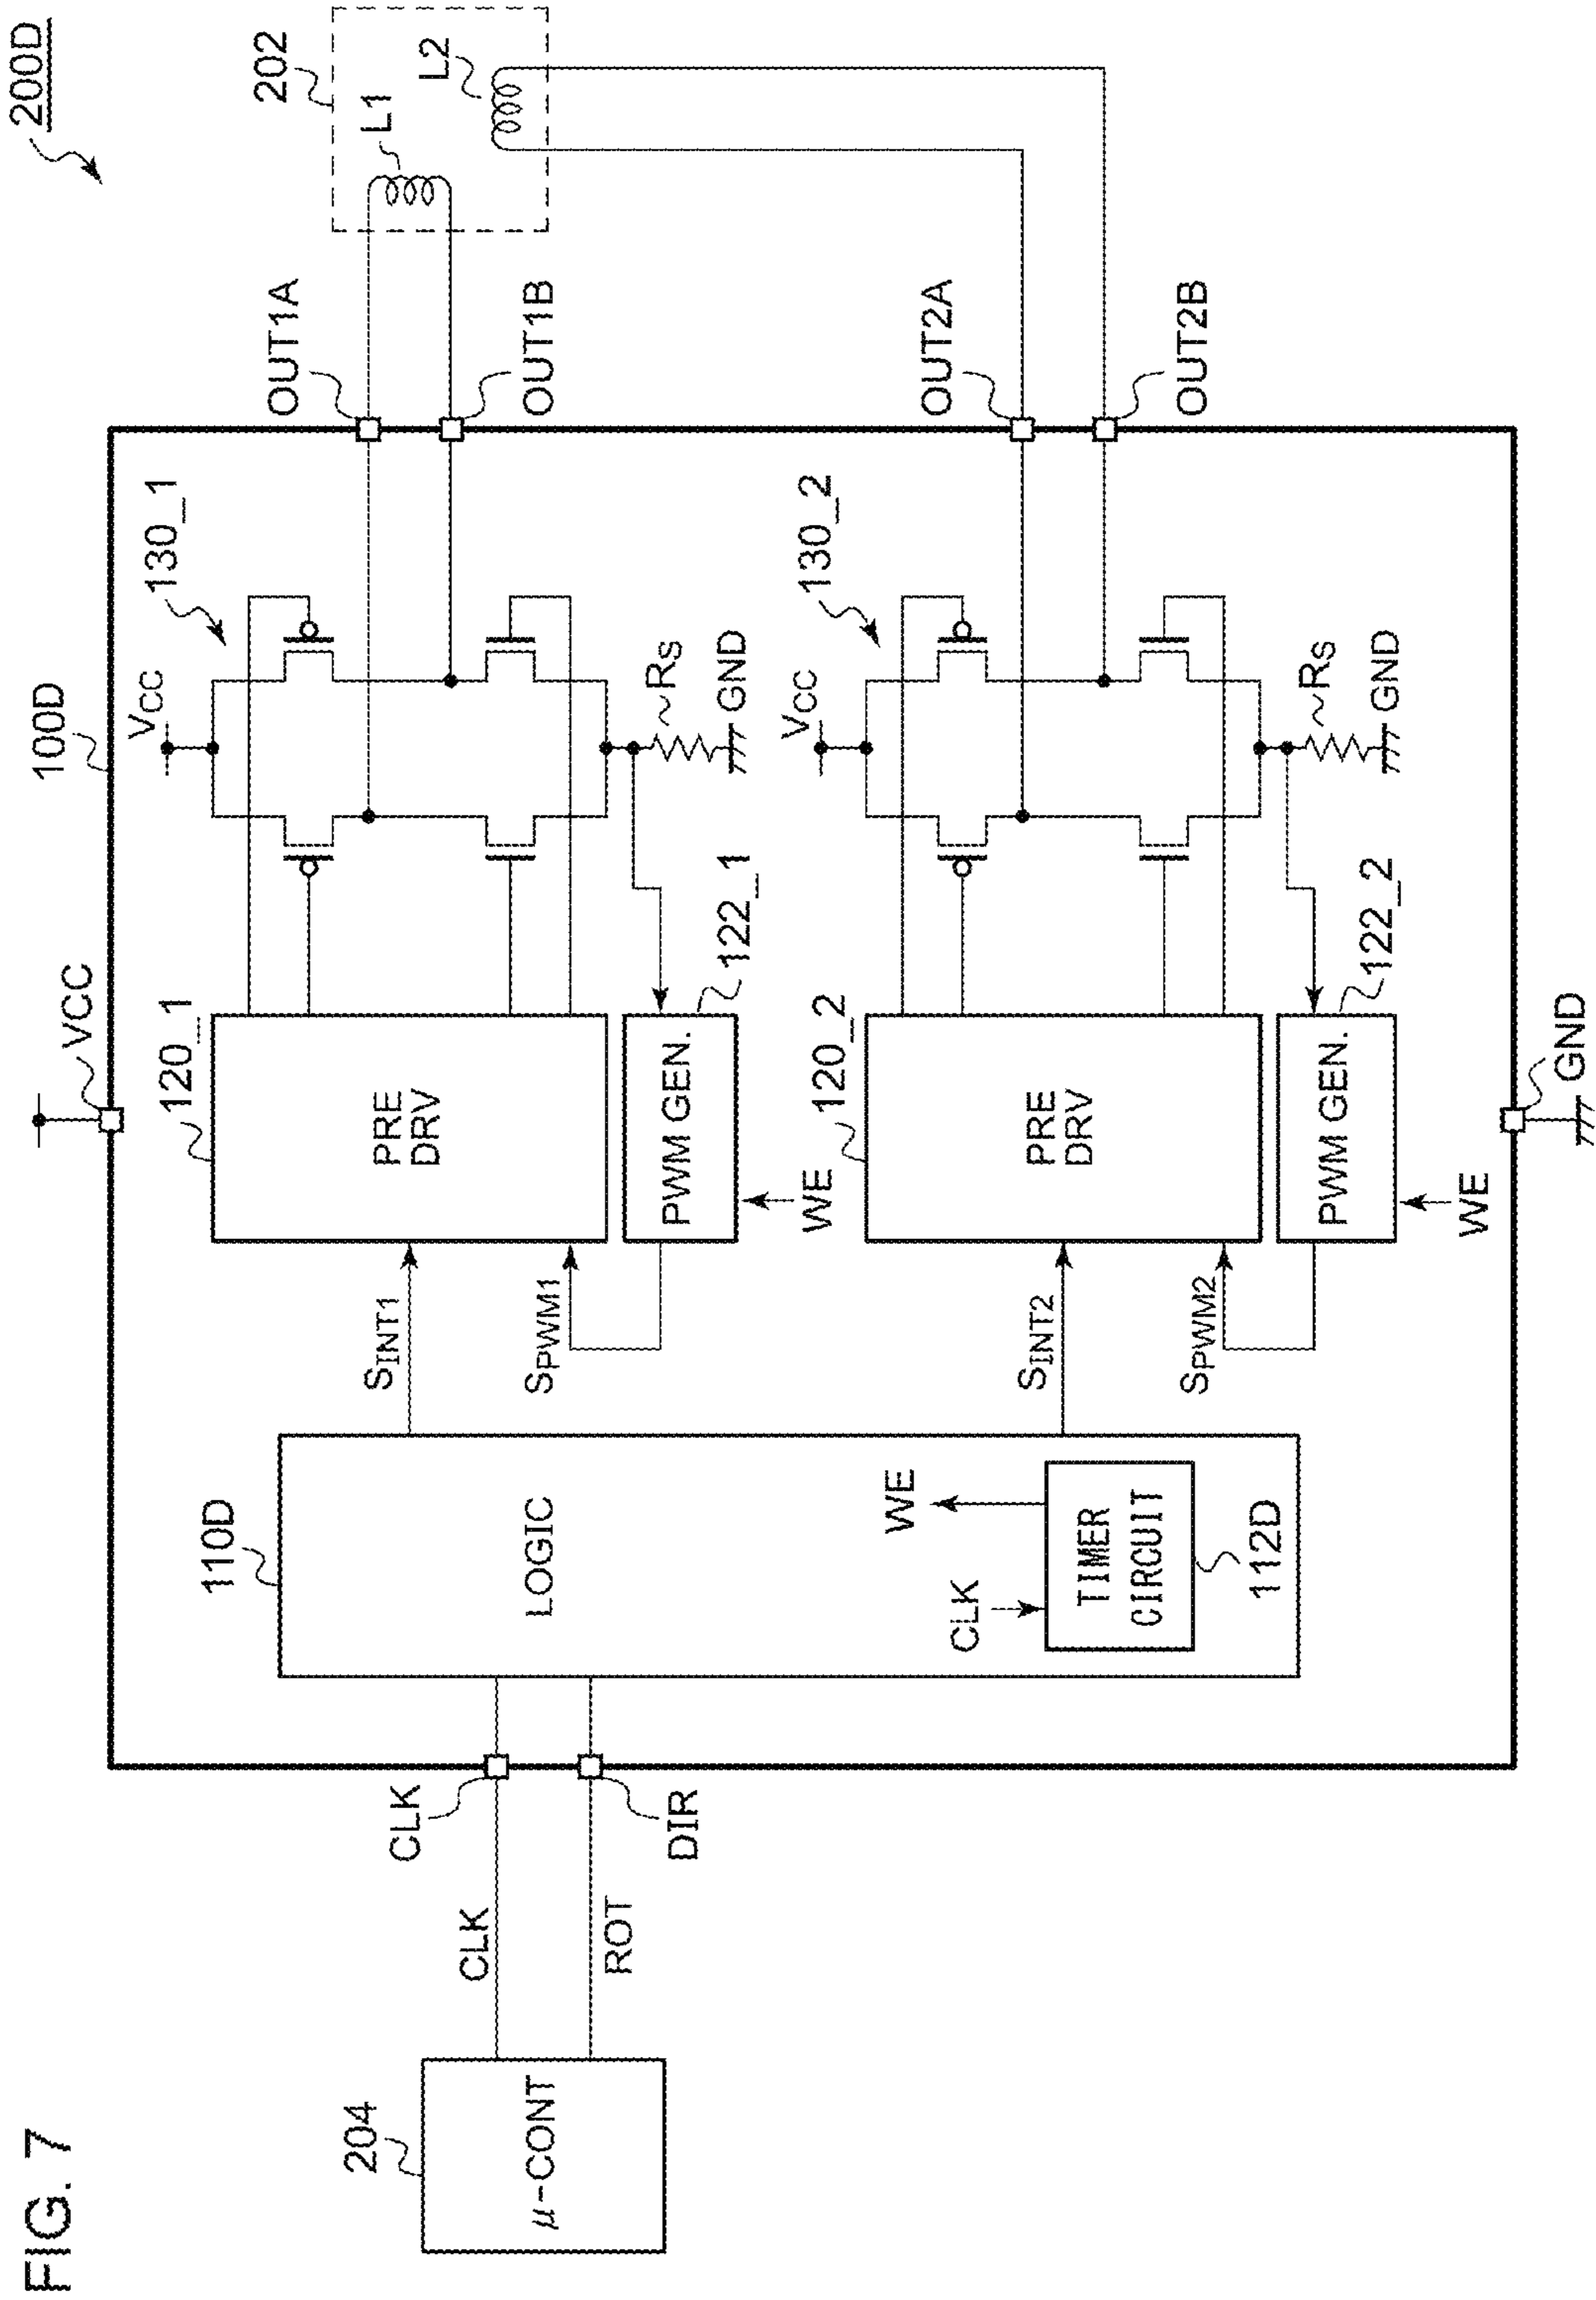 FIG. 7
200D
204
μ-CONT
CLK
ROT
CLK
DIR
100D
VCC
110D
LOGIC
CLK
WE
TIMER
CIRCUIT
112D
SINT1
SPWM1
120_1
PRE
DRV
PWM GEN.
122_1
WE
VCC
130_1
RS
GND
OUT1A
OUT1B
202
L1
L2
SINT2
SPWM2
120_2
PRE
DRV
PWM GEN.
122_2
WE
VCC
130_2
RS
GND
OUT2A
OUT2B
GND